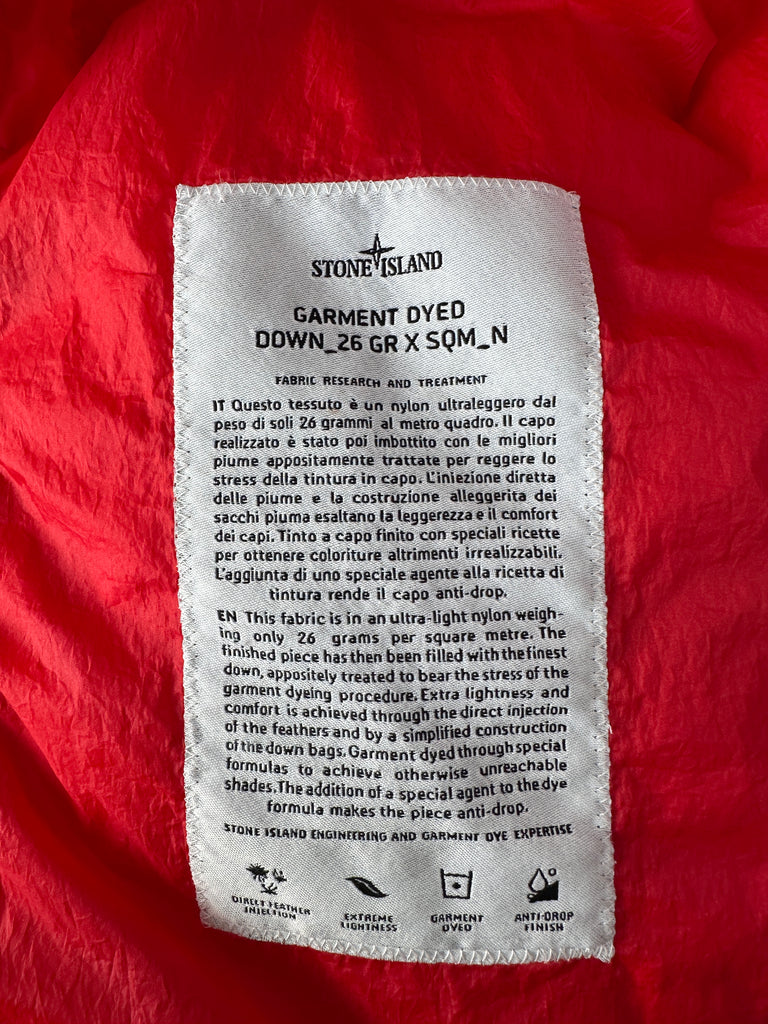 STONE ISLAND
GARMENT DYED
DOWN_26 GR X SQM_N
FABRIC RESEARCH AND TREATMENT
IT Questo tessuto è un nylon ultraleggero dal
peso di soli 26 grammi al metro quadro. Il capo
realizzato è stato poi imbottito con le migliori
piume appositamente trattate per reggere lo
stress della tintura in capo. L'iniezione diretta
delle piume e la costruzione alleggerita dei
sacchi piuma esaltano la leggerezza e il comfort
dei capi. Tinto a capo finito con speciali ricette
per ottenere coloriture altrimenti irrealizzabili.
L'aggiunta di uno speciale agente alla ricetta di
tintura rende il capo anti-drop.
EN This fabric is in an ultra-light nylon weigh-
ing only 26 grams per square metre. The
finished piece has then been filled with the finest
down, appositely treated to bear the stress of the
garment dyeing procedure. Extra lightness and
comfort is achieved through the direct injection
of the feathers and by a simplified construction
of the down bags. Garment dyed through special
formulas to achieve otherwise unreachable
shades. The addition of a special agent to the dye
formula makes the piece anti-drop.
STONE ISLAND ENGINEERING AND GARMENT DYE EXPERTISE
DIRECT FEATHER
INJECTION
EXTREME
LIGHTNESS
GARMENT
DYED
ANTI-DROP
FINISH